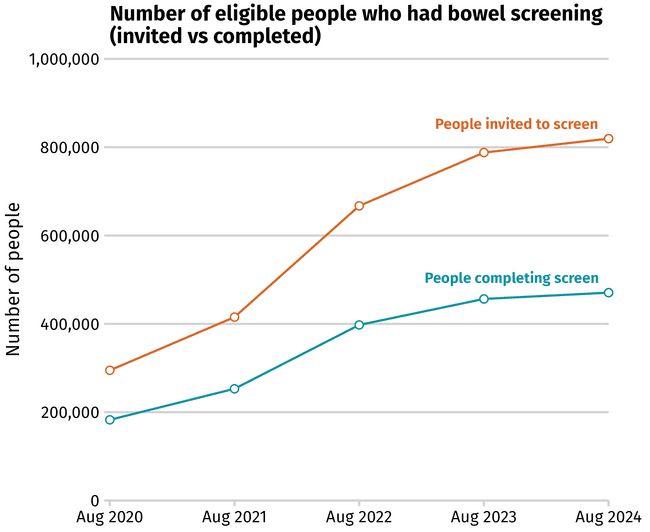 Number of eligible people who had bowel screening
(invited vs completed)
1,000,000
800,000
600,000
400,000
200,000
0
Number of people
People invited to screen
People completing screen
Aug 2020
Aug 2021
Aug 2022
Aug 2023
Aug 2024